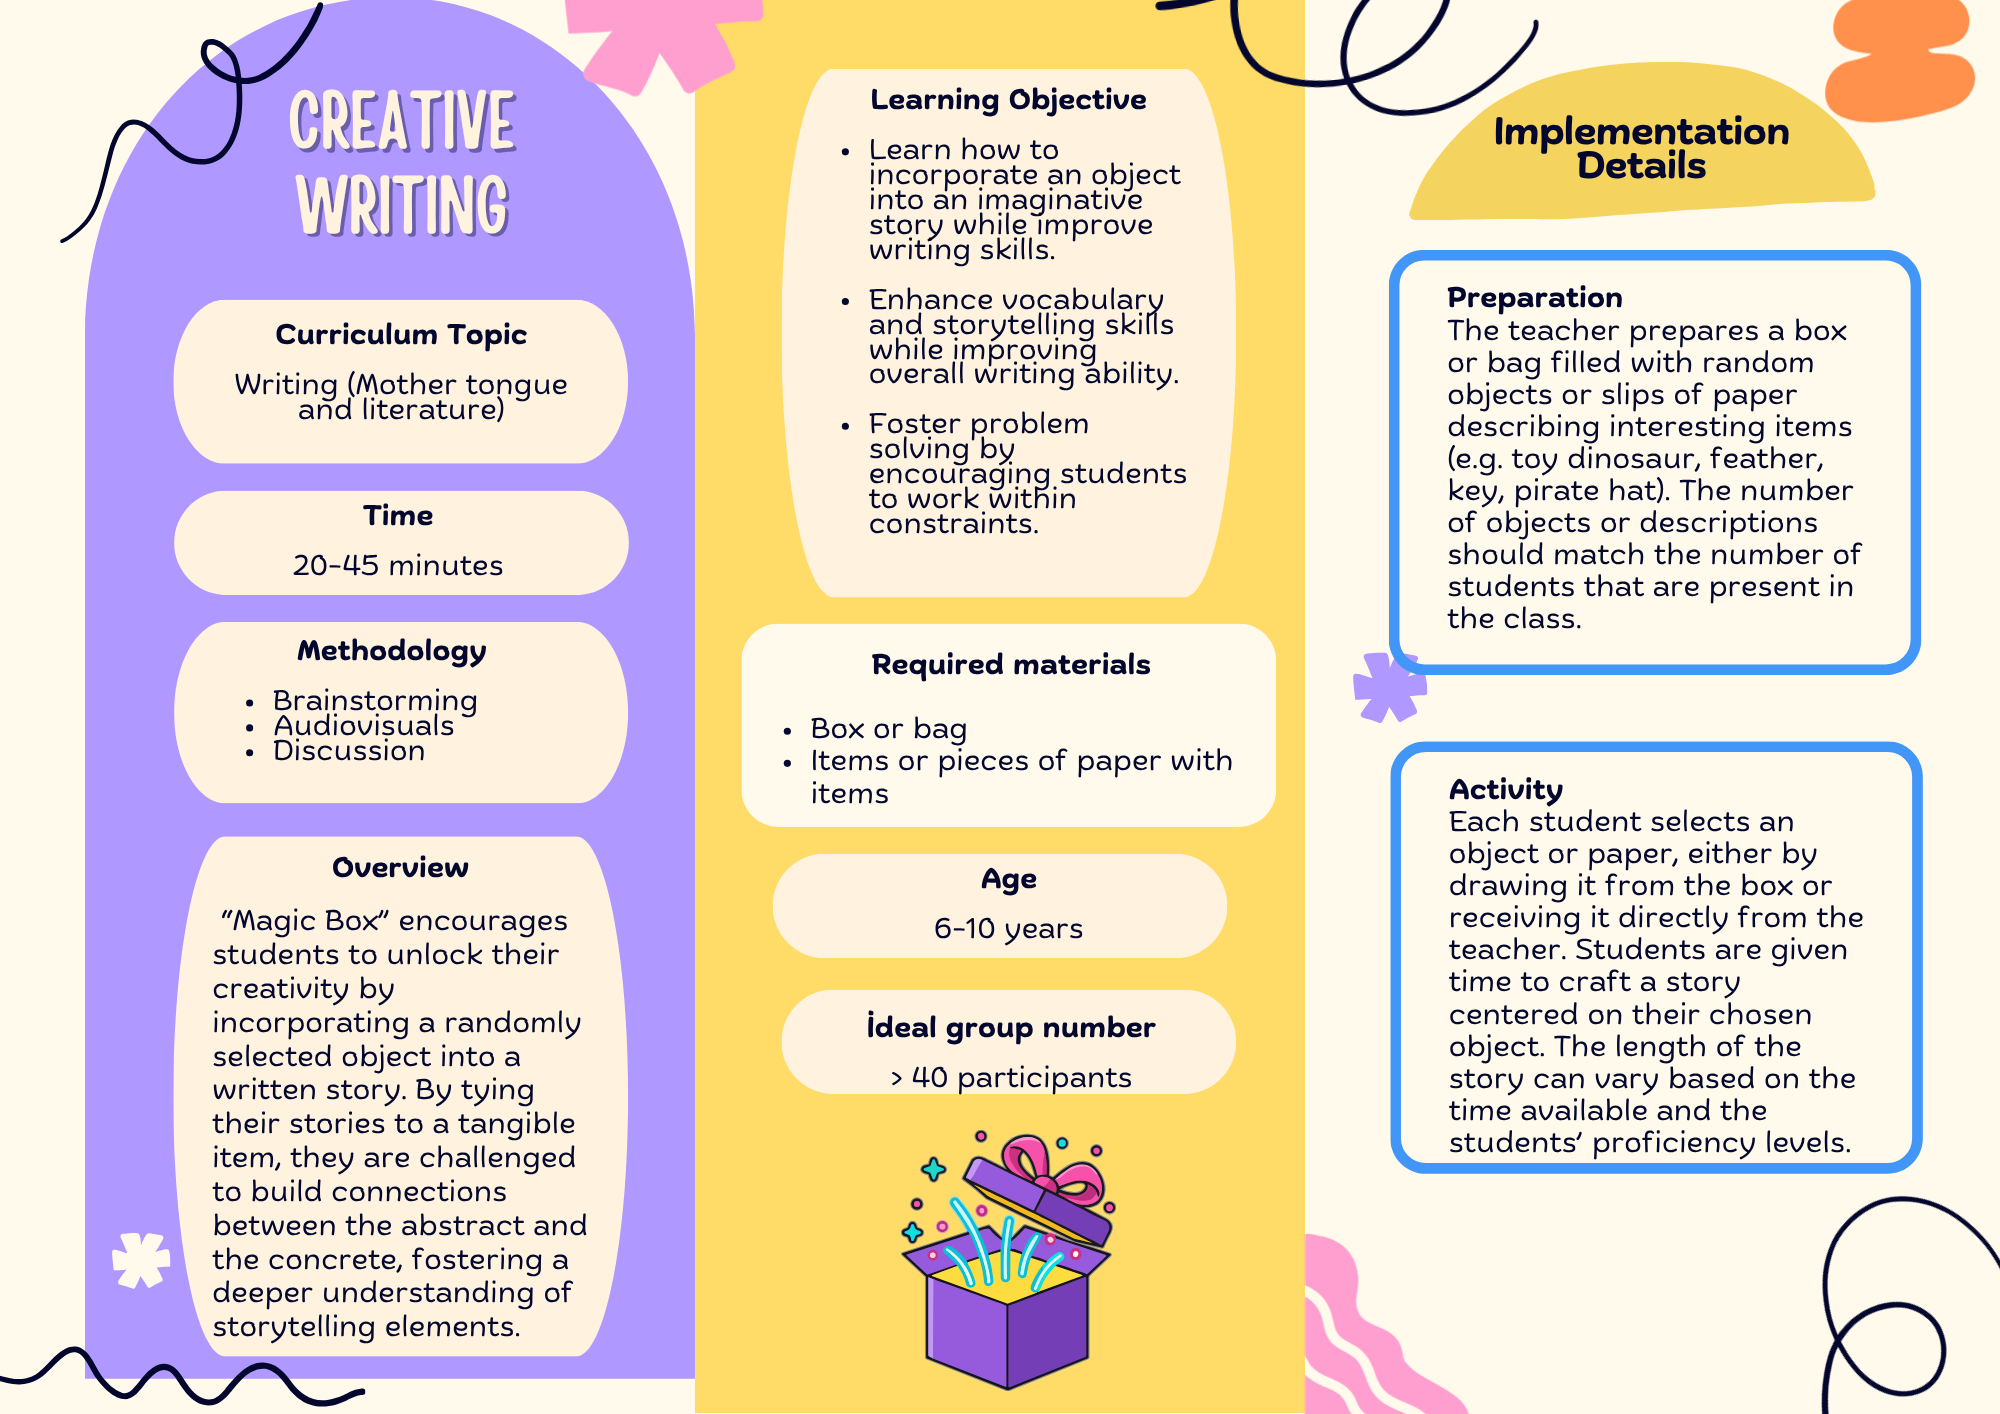 CREATIVE
WRITING
Curriculum Topic
Writing (Mother tongue
and literature)
Time
20-45 minutes
Methodology
• Brainstorming
• Audiovisuals
• Discussion
Overview
“Magic Box” encourages
students to unlock their
creativity by
incorporating a randomly
selected object into a
written story. By tying
their stories to a tangible
item, they are challenged
to build connections
between the abstract and
the concrete, fostering a
deeper understanding of
storytelling elements.
Learning Objective
• Learn how to
incorporate an object
into an imaginative
story while improve
writing skills.
• Enhance vocabulary
and storytelling skills
while improving
overall writing ability.
• Foster problem
solving by
encouraging students
to work within
constraints.
Required materials
• Box or bag
• Items or pieces of paper with
items
Age
6-10 years
İdeal group number
> 40 participants
Implementation
Details
Preparation
The teacher prepares a box
or bag filled with random
objects or slips of paper
describing interesting items
(e.g. toy dinosaur, feather,
key, pirate hat). The number
of objects or descriptions
should match the number of
students that are present in
the class.
Activity
Each student selects an
object or paper, either by
drawing it from the box or
receiving it directly from the
teacher. Students are given
time to craft a story
centered on their chosen
object. The length of the
story can vary based on the
time available and the
students’ proficiency levels.